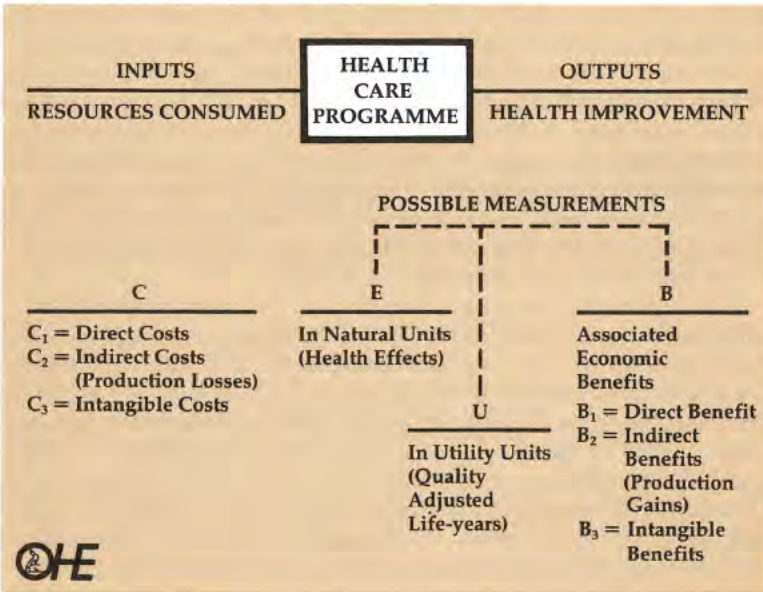 INPUTS
RESOURCES CONSUMED
HEALTH
CARE
PROGRAMME
OUTPUTS
HEALTH IMPROVEMENT
POSSIBLE MEASUREMENTS
C
C₁ = Direct Costs
C₂ = Indirect Costs
(Production Losses)
C₃ = Intangible Costs
E
In Natural Units
(Health Effects)
U
In Utility Units
(Quality
Adjusted
Life-years)
B
Associated
Economic
Benefits
B₁ = Direct Benefit
B₂ = Indirect
Benefits
(Production
Gains)
B₃ = Intangible
Benefits
OHE